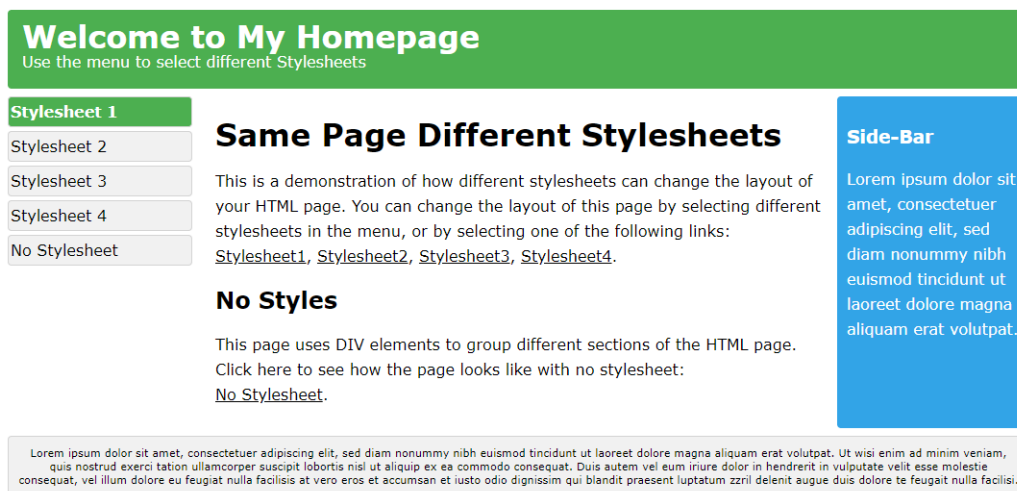 Welcome to My Homepage
Use the menu to select different Stylesheets
Stylesheet 1
Stylesheet 2
Stylesheet 3
Stylesheet 4
No Stylesheet
Same Page Different Stylesheets
This is a demonstration of how different stylesheets can change the layout of
your HTML page. You can change the layout of this page by selecting different
stylesheets in the menu, or by selecting one of the following links:
Stylesheet1, Stylesheet2, Stylesheet3, Stylesheet4.
No Styles
This page uses DIV elements to group different sections of the HTML page.
Click here to see how the page looks like with no stylesheet:
No Stylesheet.
Side-Bar
Lorem ipsum dolor sit
amet, consectetuer
adipiscing elit, sed
diam nonummy nibh
euismod tincidunt ut
laoreet dolore magna
aliquam erat volutpat.
Lorem ipsum dolor sit amet, consectetuer adipiscing elit, sed diam nonummy nibh euismod tincidunt ut laoreet dolore magna aliquam erat volutpat. Ut wisi enim ad minim veniam,
quis nostrud exerci tation ullamcorper suscipit lobortis nisl ut aliquip ex ea commodo consequat. Duis autem vel eum iriure dolor in hendrerit in vulputate velit esse molestie
consequat, vel illum dolore eu feugiat nulla facilisis at vero eros et accumsan et iusto odio dignissim qui blandit praesent luptatum zzril delenit augue duis dolore te feugait nulla facilisi.